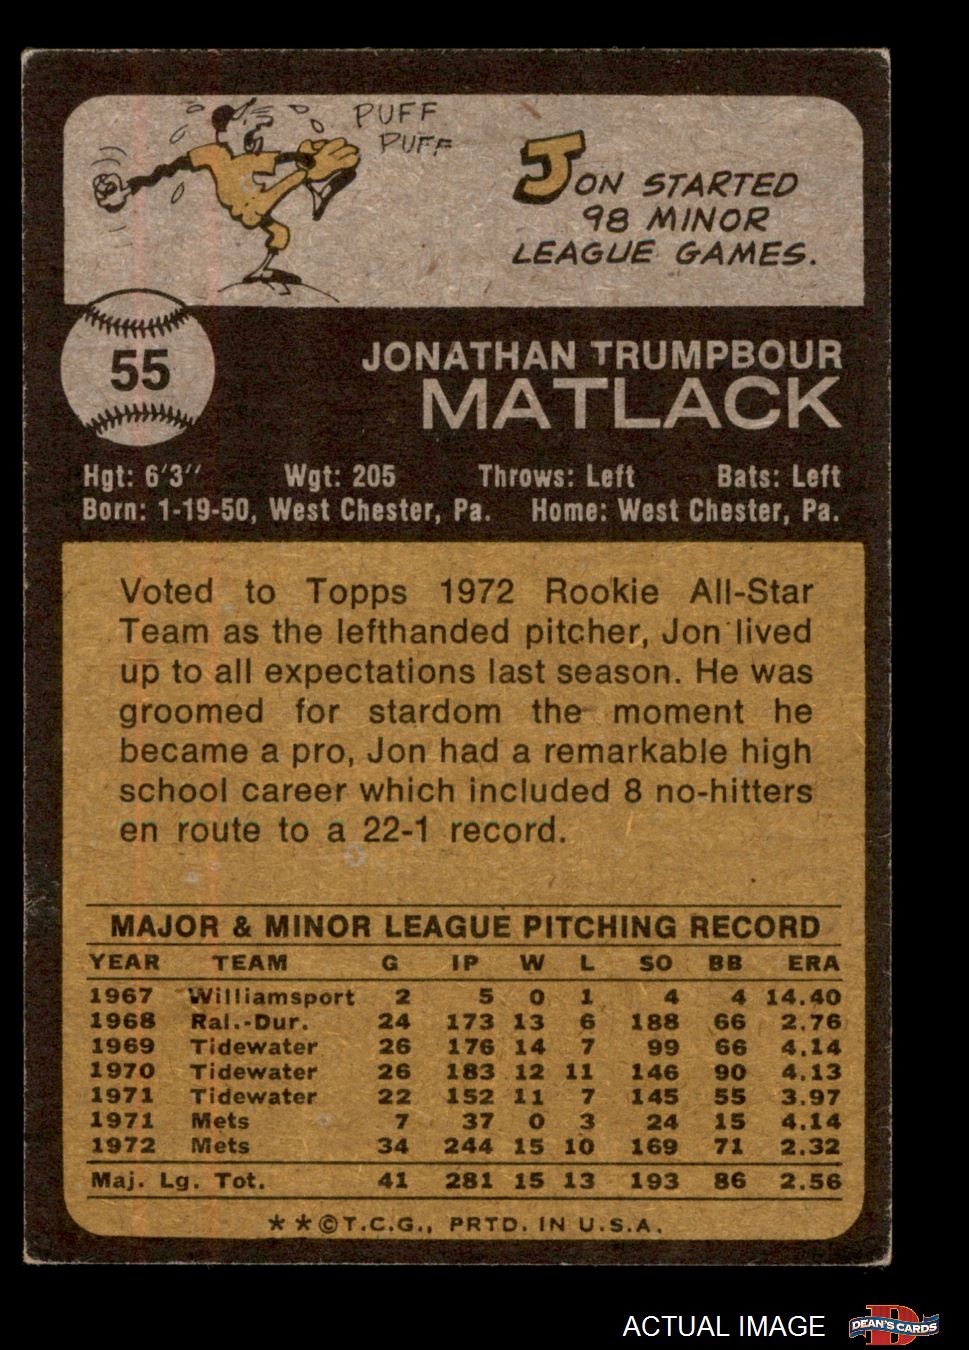 PUFF
PUFF
JON STARTED
98 MINOR
LEAGUE GAMES.
55
JONATHAN TRUMPBOUR
MATLACK
Hgt: 6'3" Wgt: 205 Throws: Left Bats: Left
Born: 1-19-50, West Chester, Pa. Home: West Chester, Pa.
Voted to Topps 1972 Rookie All-Star
Team as the lefthanded pitcher, Jon lived
up to all expectations last season. He was
groomed for stardom the moment he
became a pro, Jon had a remarkable high
school career which included 8 no-hitters
en route to a 22-1 record.
MAJOR & MINOR LEAGUE PITCHING RECORD
YEAR TEAM G IP W L SO BB ERA
1967 Williamsport 2 5 0 1 4 4 14.40
1968 Ral.-Dur. 24 173 13 6 188 66 2.76
1969 Tidewater 26 176 14 7 99 66 4.14
1970 Tidewater 26 183 12 11 146 90 4.13
1971 Tidewater 22 152 11 7 145 55 3.97
1971 Mets 7 37 0 3 24 15 4.14
1972 Mets 34 244 15 10 169 71 2.32
Maj. Lg. Tot. 41 281 15 13 193 86 2.56
* * © T.C.G., PRTD. IN U.S.A.
ACTUAL IMAGE
D
DEAN'S CARDS